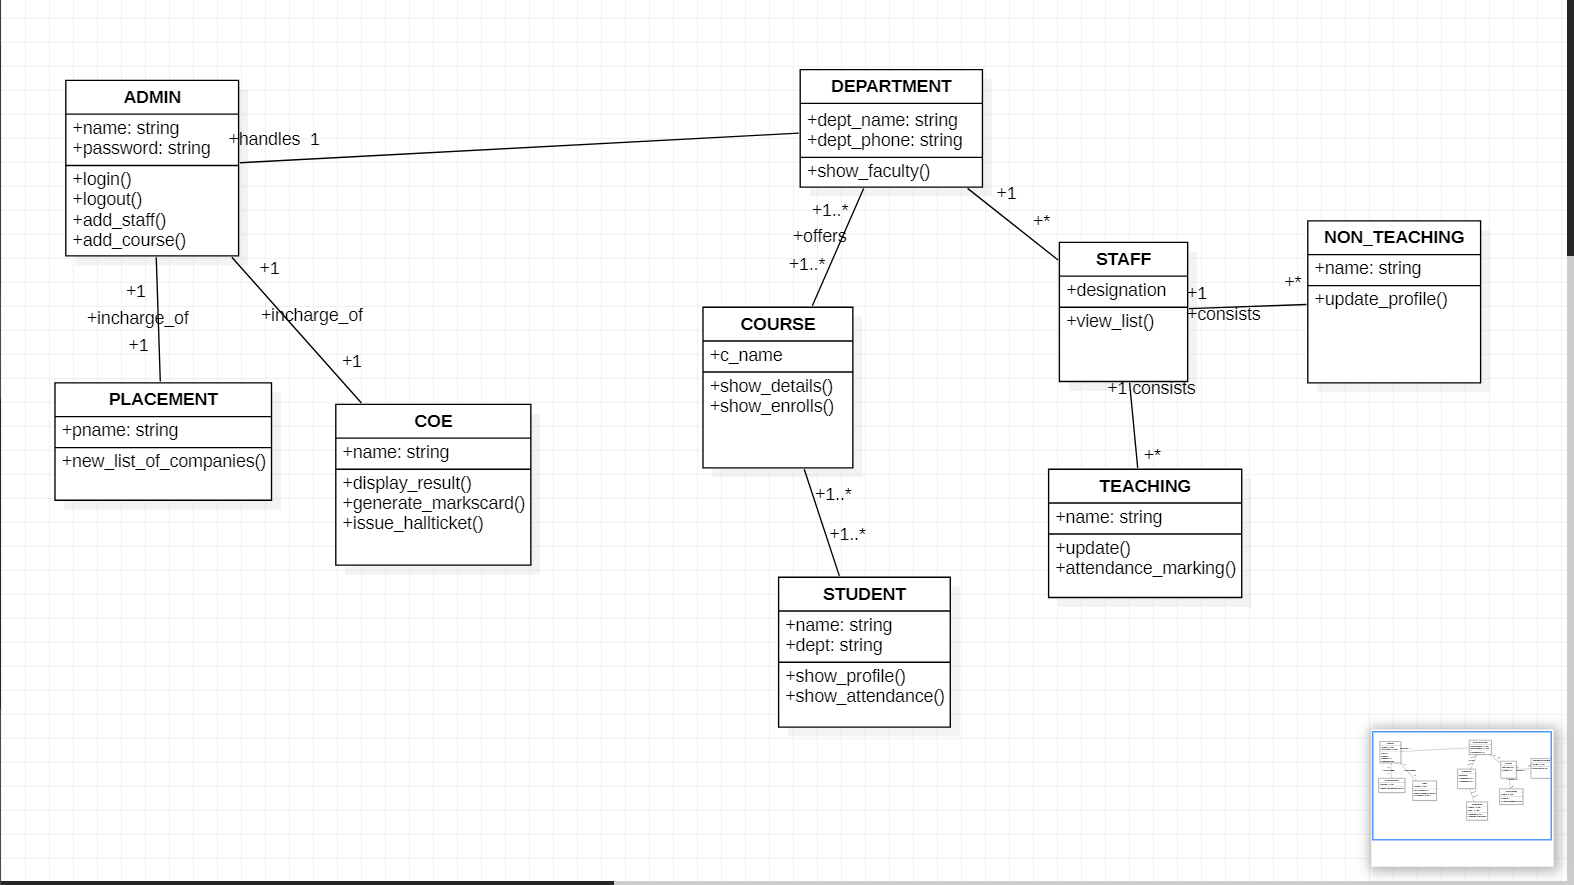 ADMIN
+name: string
+password: string
+login()
+logout()
+add_staff()
+add_course()
+handles 1
DEPARTMENT
+dept_name: string
+dept_phone: string
+show_faculty()
+1
+incharge_of
+1
+1
+incharge_of
+1
PLACEMENT
+pname: string
+new_list_of_companies()
COE
+name: string
+display_result()
+generate_markscard()
+issue_hallticket()
+1..*
+offers
+1..*
COURSE
+c_name
+show_details()
+show_enrolls()
+1..*
+1..*
STUDENT
+name: string
+dept: string
+show_profile()
+show_attendance()
+1
+*
STAFF
+designation
+view_list()
+1
+consists
+*
NON_TEACHING
+name: string
+update_profile()
+1 consists
+*
TEACHING
+name: string
+update()
+attendance_marking()